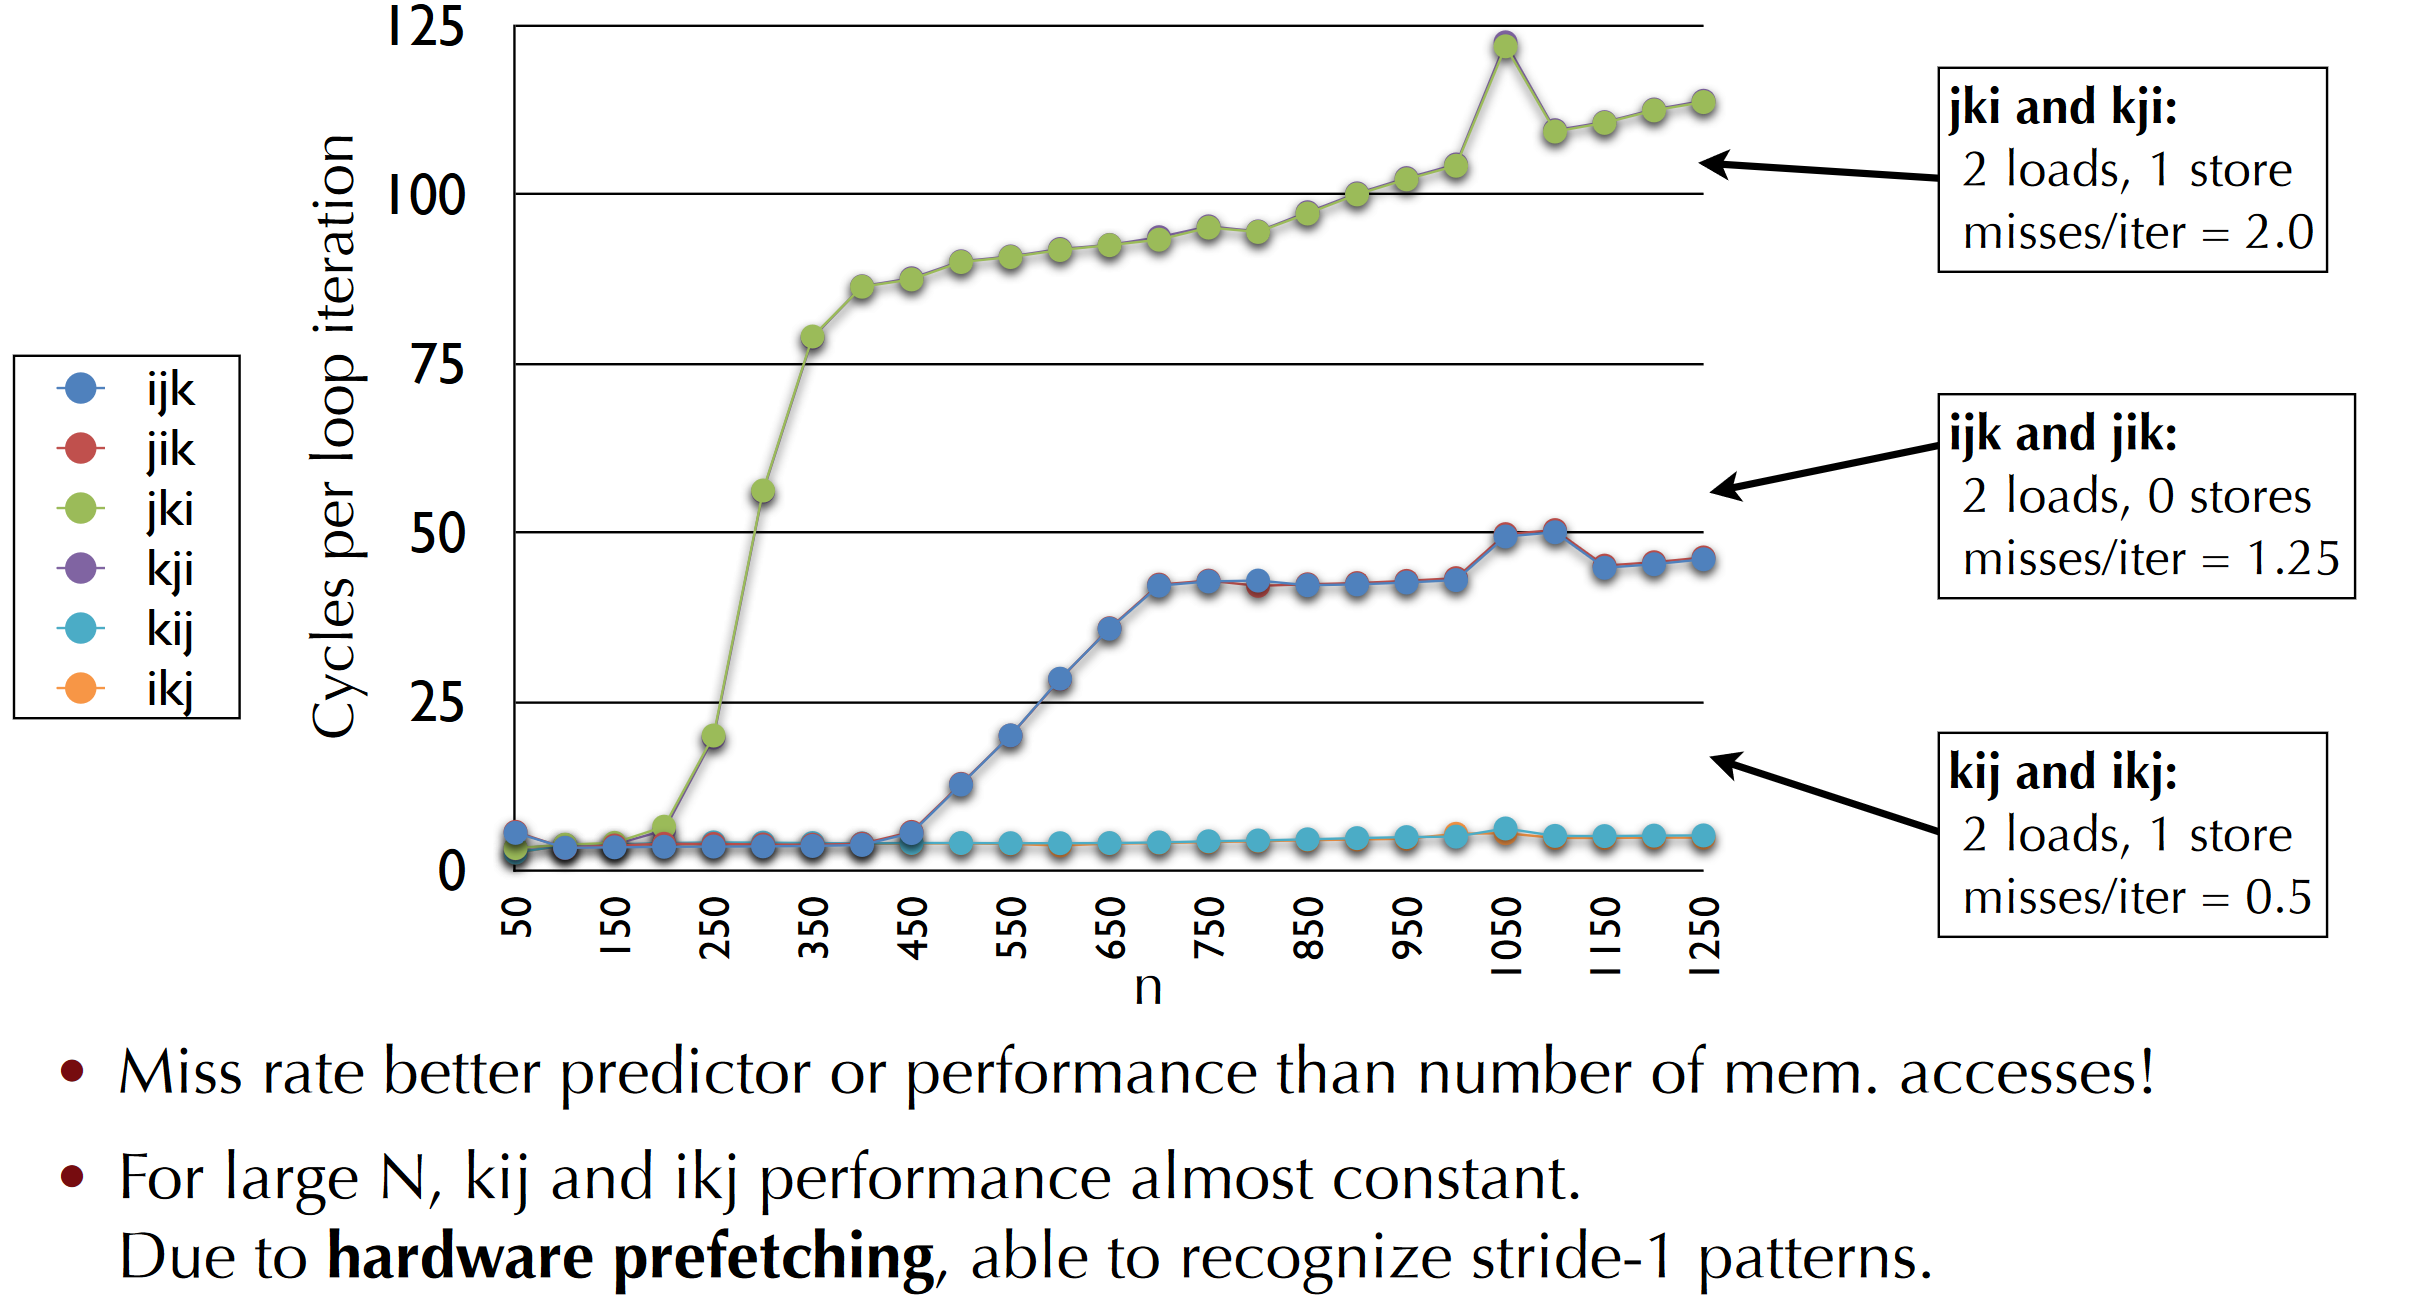 125
100
75
50
25
0
Cycles per loop iteration
50
150
250
350
450
550
650
750
850
950
1050
1150
1250
n
ijk
jik
jki
kji
kij
ikj
jki and kji:
2 loads, 1 store
misses/iter = 2.0
ijk and jik:
2 loads, 0 stores
misses/iter = 1.25
kij and ikj:
2 loads, 1 store
misses/iter = 0.5
• Miss rate better predictor or performance than number of mem. accesses!
• For large N, kij and ikj performance almost constant.
Due to hardware prefetching, able to recognize stride-1 patterns.